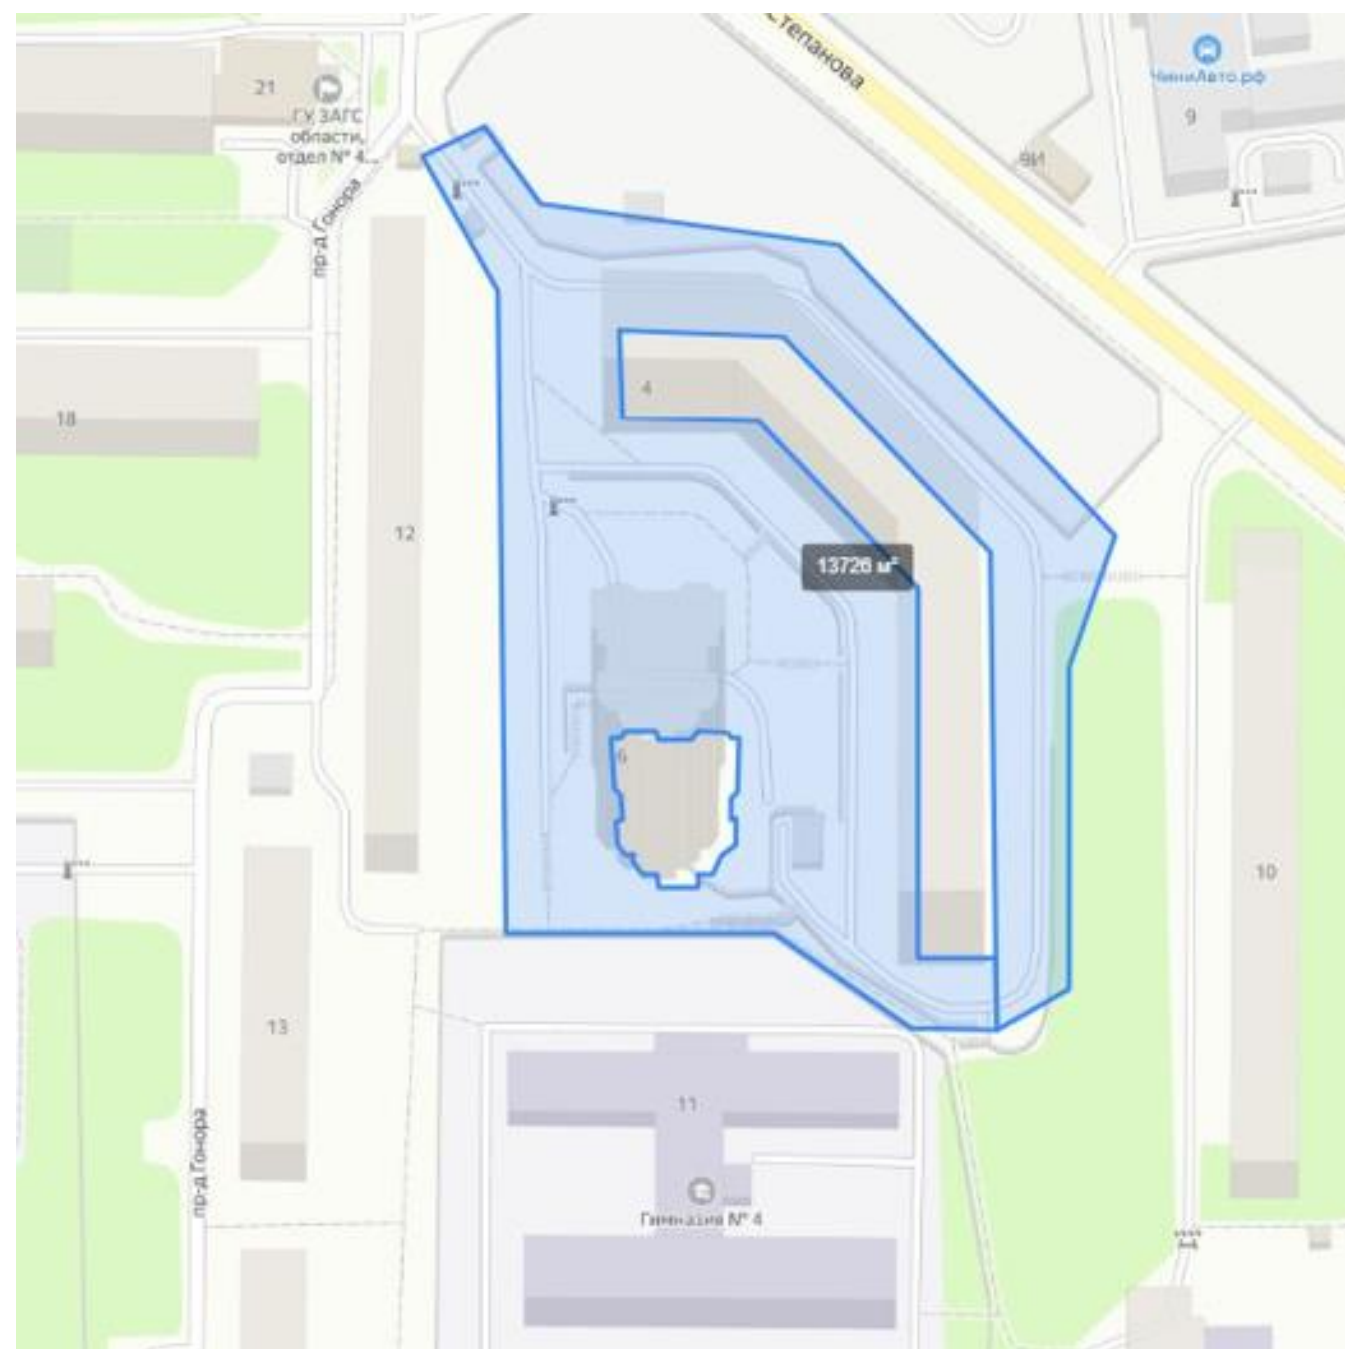 Степанова
ЧиниАвто.рф
21
9
ГУ ЗАГС
области,
отдел № 4...
9И
пр-д Гонора
4
18
12
13726 м²
6
10
13
11
пр-д Гонора
Гимназия № 4